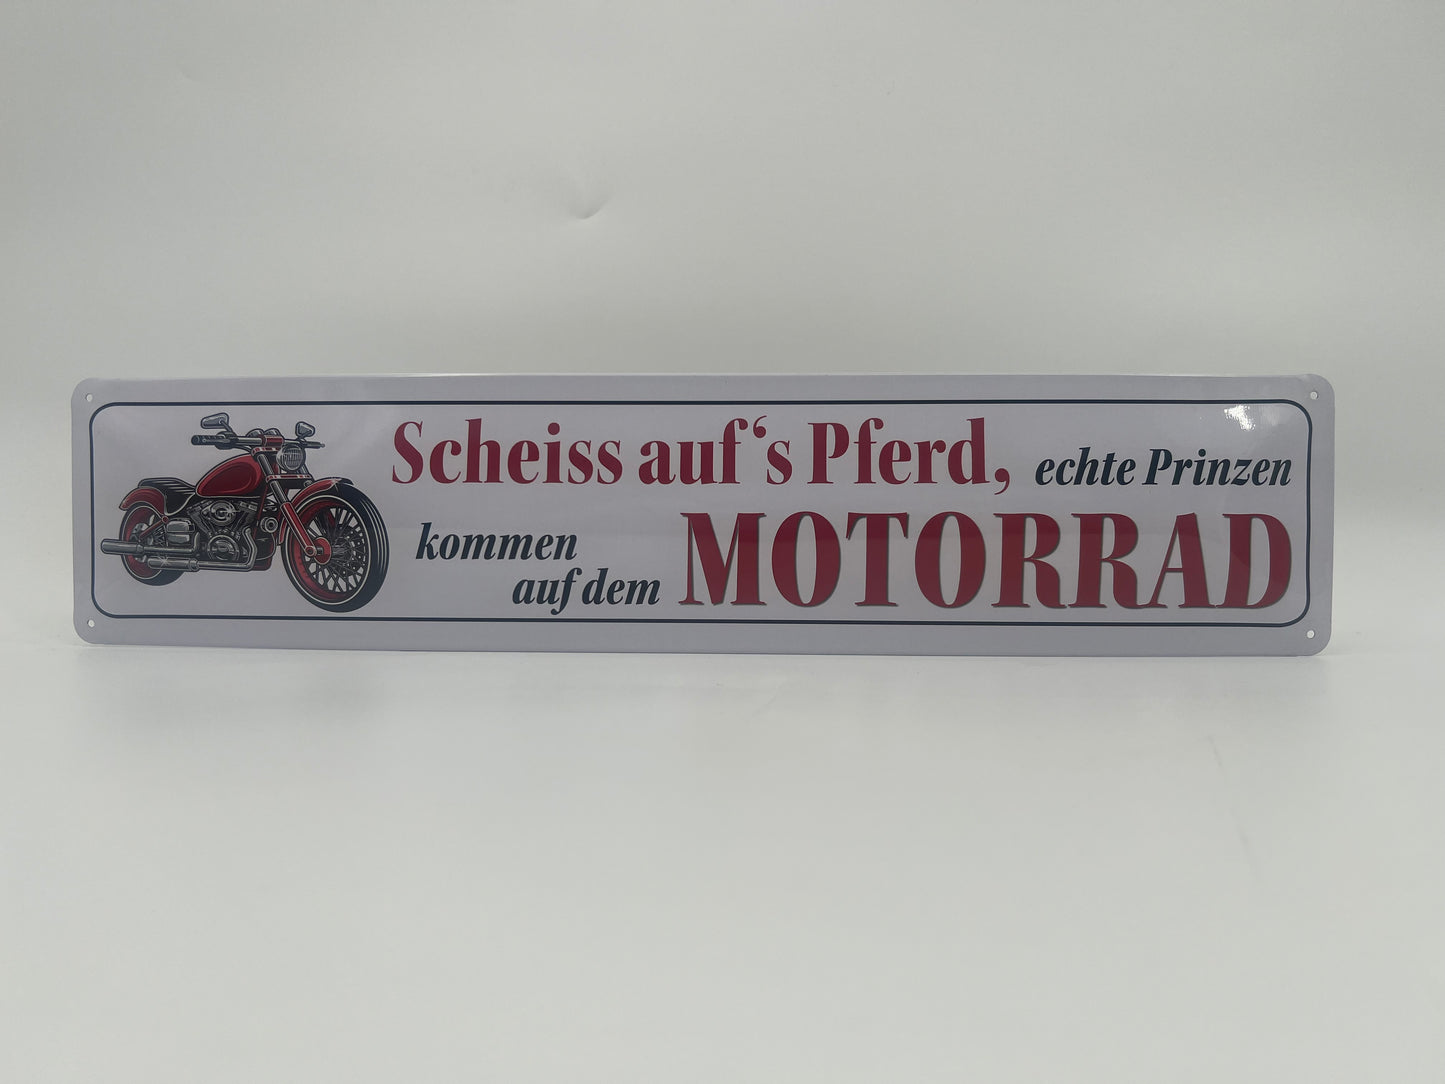 Scheiss auf‘s Pferd, echte Prinzen
kommen
auf dem MOTORRAD